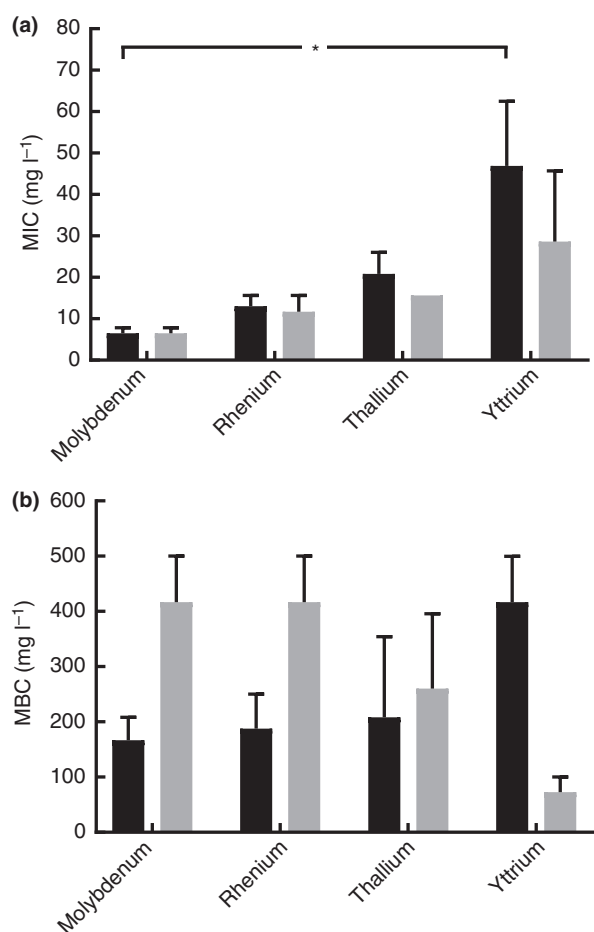 (a)
80
70
60
50
40
30
20
10
0
MIC (mg l⁻¹)
*
Molybdenum
Rhenium
Thallium
Yttrium
(b)
600
500
400
300
200
100
0
MBC (mg l⁻¹)
Molybdenum
Rhenium
Thallium
Yttrium